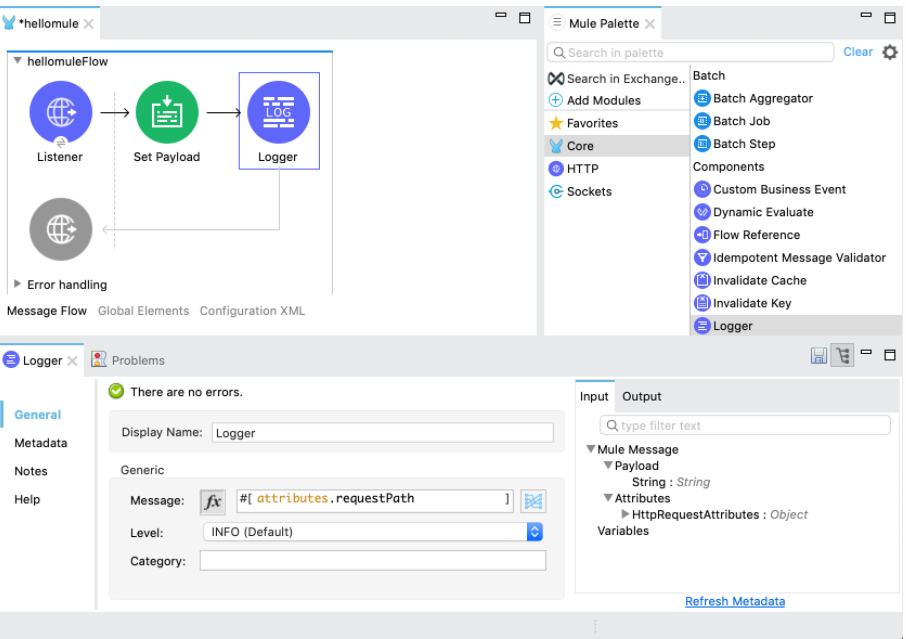 *hellomule
hellomuleFlow
LOG
Listener
Set Payload
Logger
Error handling
Message Flow Global Elements Configuration XML
Mule Palette
Search in palette
Clear
Search in Exchange..
Add Modules
Favorites
Core
HTTP
Sockets
Batch
Batch Aggregator
Batch Job
Batch Step
Components
Custom Business Event
Dynamic Evaluate
Flow Reference
Idempotent Message Validator
Invalidate Cache
Invalidate Key
Logger
Logger
Problems
General
Metadata
Notes
Help
There are no errors.
Display Name: Logger
Generic
Message: fx #[ attributes.requestPath ]
Level: INFO (Default)
Category:
Input Output
type filter text
Mule Message
Payload
String : String
Attributes
HttpRequestAttributes : Object
Variables
Refresh Metadata